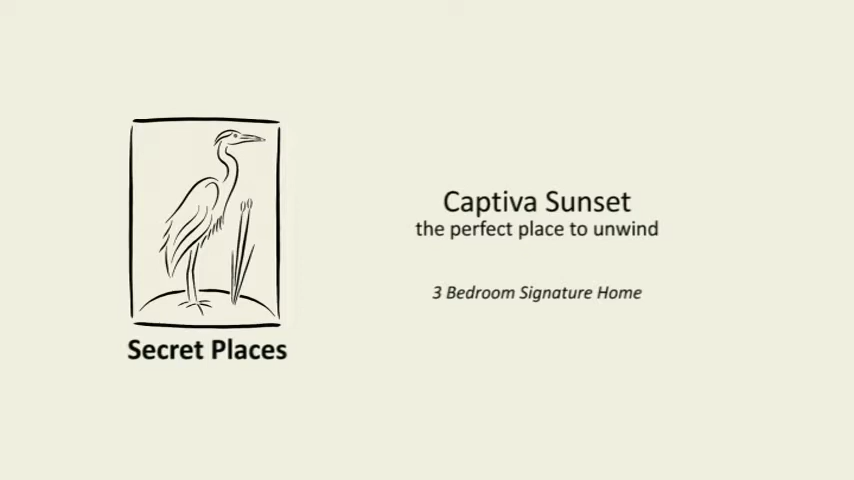 Captiva Sunset
the perfect place to unwind
3 Bedroom Signature Home
Secret Places